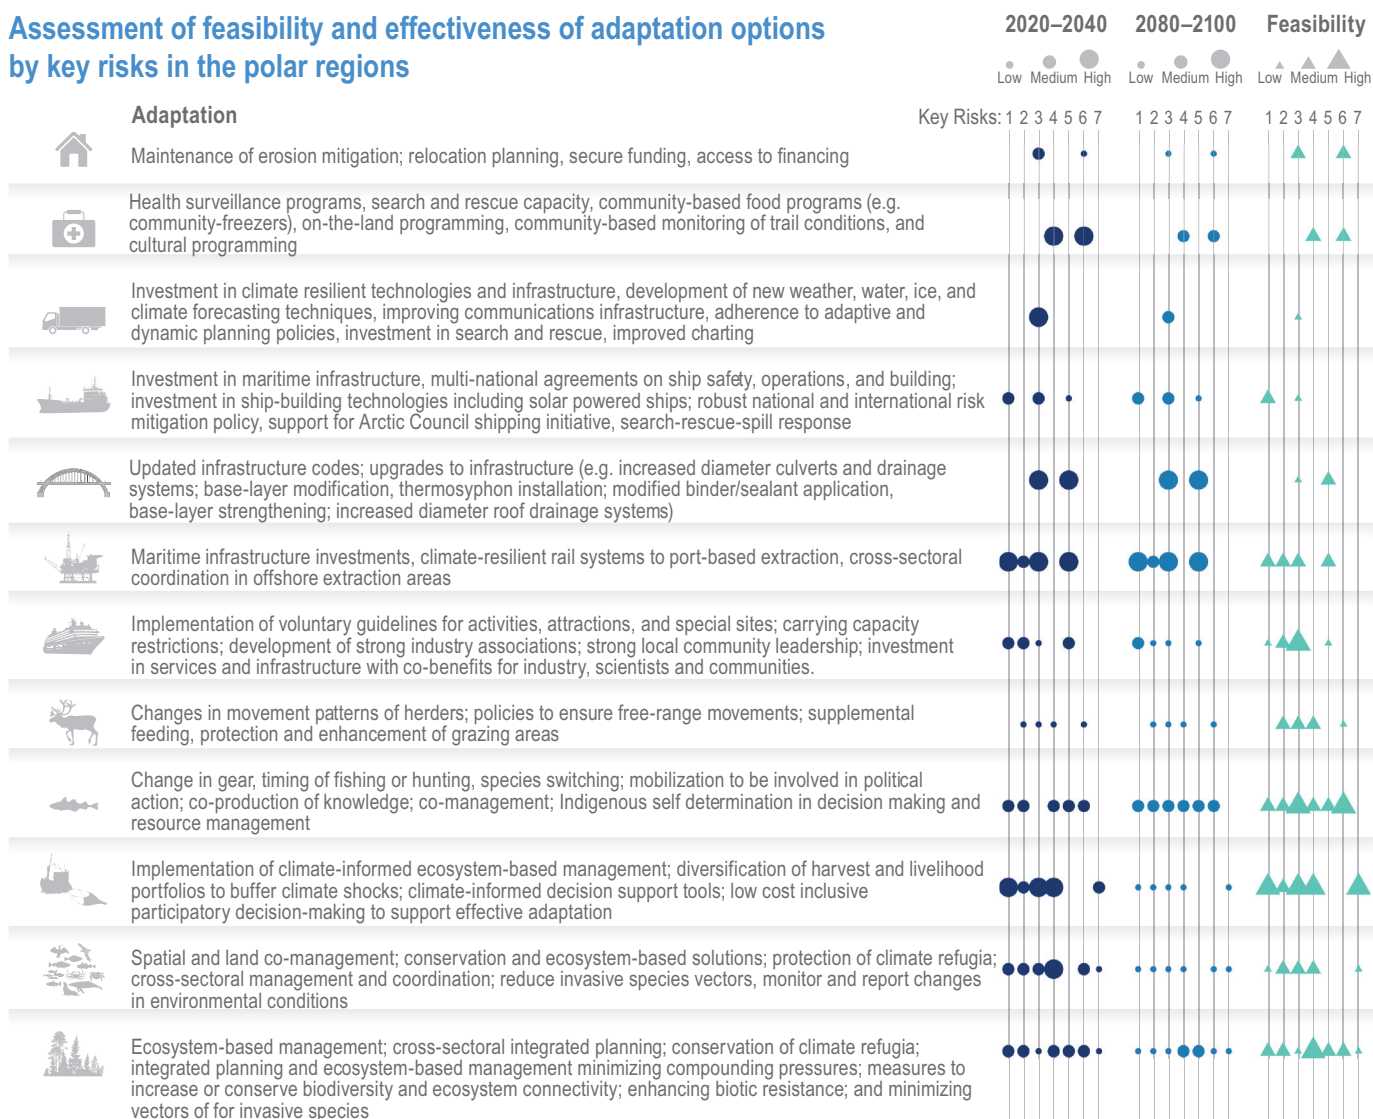 Assessment of feasibility and effectiveness of adaptation options
by key risks in the polar regions
2020–2040 2080–2100 Feasibility
Low Medium High Low Medium High Low Medium High
Adaptation
Key Risks: 1 2 3 4 5 6 7 1 2 3 4 5 6 7 1 2 3 4 5 6 7
Maintenance of erosion mitigation; relocation planning, secure funding, access to financing
Health surveillance programs, search and rescue capacity, community-based food programs (e.g.
community-freezers), on-the-land programming, community-based monitoring of trail conditions, and
cultural programming
Investment in climate resilient technologies and infrastructure, development of new weather, water, ice, and
climate forecasting techniques, improving communications infrastructure, adherence to adaptive and
dynamic planning policies, investment in search and rescue, improved charting
Investment in maritime infrastructure, multi-national agreements on ship safety, operations, and building;
investment in ship-building technologies including solar powered ships; robust national and international risk
mitigation policy, support for Arctic Council shipping initiative, search-rescue-spill response
Updated infrastructure codes; upgrades to infrastructure (e.g. increased diameter culverts and drainage
systems; base-layer modification, thermosyphon installation; modified binder/sealant application,
base-layer strengthening; increased diameter roof drainage systems)
Maritime infrastructure investments, climate-resilient rail systems to port-based extraction, cross-sectoral
coordination in offshore extraction areas
Implementation of voluntary guidelines for activities, attractions, and special sites; carrying capacity
restrictions; development of strong industry associations; strong local community leadership; investment
in services and infrastructure with co-benefits for industry, scientists and communities.
Changes in movement patterns of herders; policies to ensure free-range movements; supplemental
feeding, protection and enhancement of grazing areas
Change in gear, timing of fishing or hunting, species switching; mobilization to be involved in political
action; co-production of knowledge; co-management; Indigenous self determination in decision making and
resource management
Implementation of climate-informed ecosystem-based management; diversification of harvest and livelihood
portfolios to buffer climate shocks; climate-informed decision support tools; low cost inclusive
participatory decision-making to support effective adaptation
Spatial and land co-management; conservation and ecosystem-based solutions; protection of climate refugia;
cross-sectoral management and coordination; reduce invasive species vectors, monitor and report changes
in environmental conditions
Ecosystem-based management; cross-sectoral integrated planning; conservation of climate refugia;
integrated planning and ecosystem-based management minimizing compounding pressures; measures to
increase or conserve biodiversity and ecosystem connectivity; enhancing biotic resistance; and minimizing
vectors of for invasive species